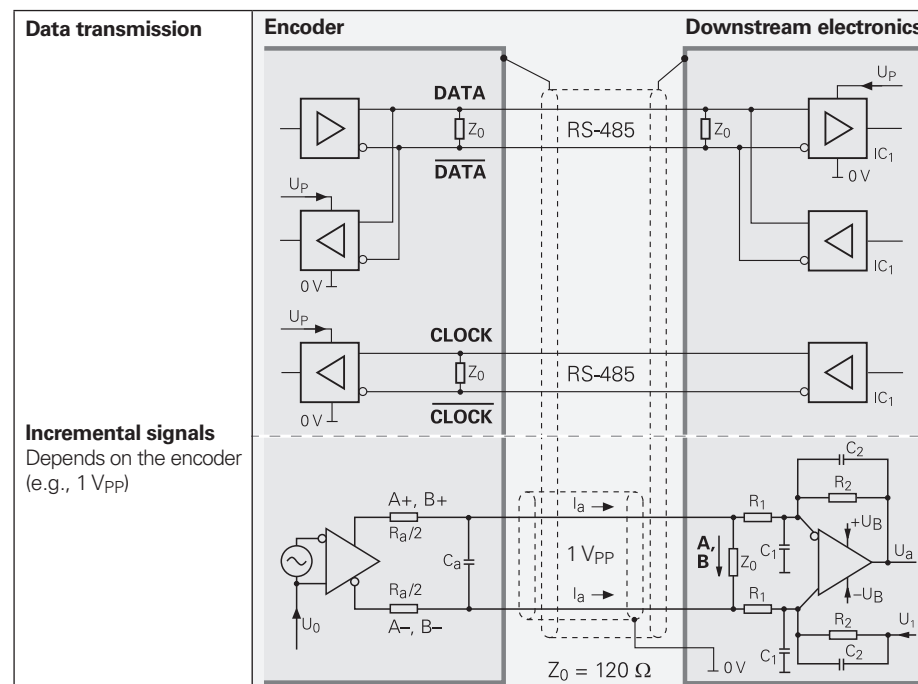 Data transmission
Encoder
Downstream electronics
DATA
Z0
DATA
RS-485
Z0
UP
IC1
0 V
UP
0 V
IC1
UP
CLOCK
Z0
CLOCK
RS-485
0 V
IC1
Incremental signals
Depends on the encoder
(e.g., 1 VPP)
A+, B+
Ra/2
Ca
Ra/2
A–, B–
U0
Ia
1 VPP
Ia
Z0 = 120 Ω
0 V
A,
B
Z0
R1
C1
R1
C1
C2
R2
+UB
Ua
–UB
R2
C2
U1